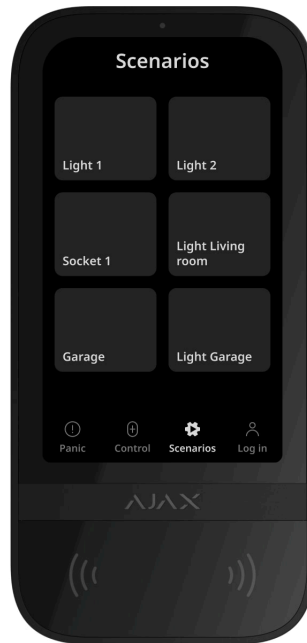 Scenarios
Light 1
Light 2
Socket 1
Light Living
room
Garage
Light Garage
Panic
Control
Scenarios
Log in
AJAX